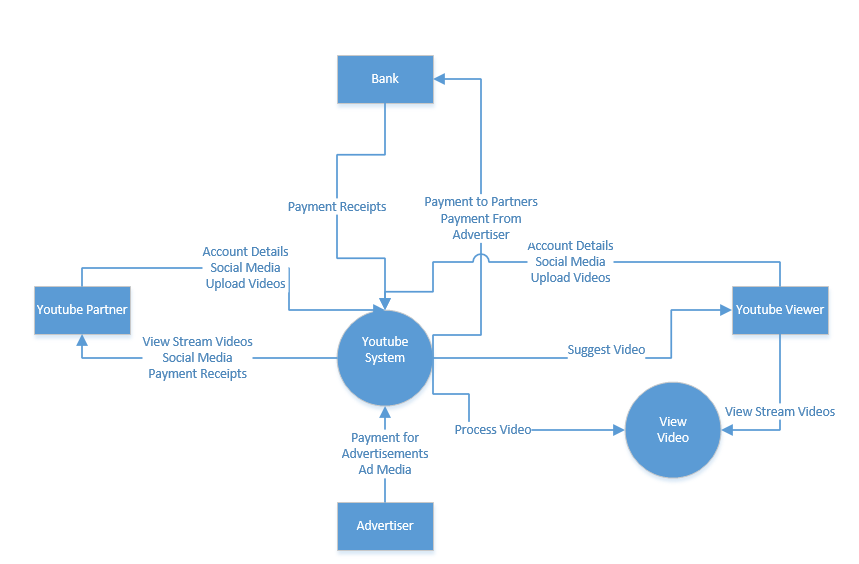 Bank
Payment Receipts
Payment to Partners
Payment From
Advertiser
Account Details
Social Media
Upload Videos
Account Details
Social Media
Upload Videos
Youtube Partner
Youtube Viewer
View Stream Videos
Social Media
Payment Receipts
Youtube
System
Suggest Video
View Stream Videos
Process Video
View
Video
Payment for
Advertisements
Ad Media
Advertiser